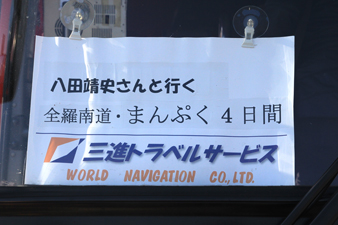 八田靖史さんと行く
全羅南道・まんぷく4日間
三進トラベルサービス
WORLD NAVIGATION CO.,LTD.